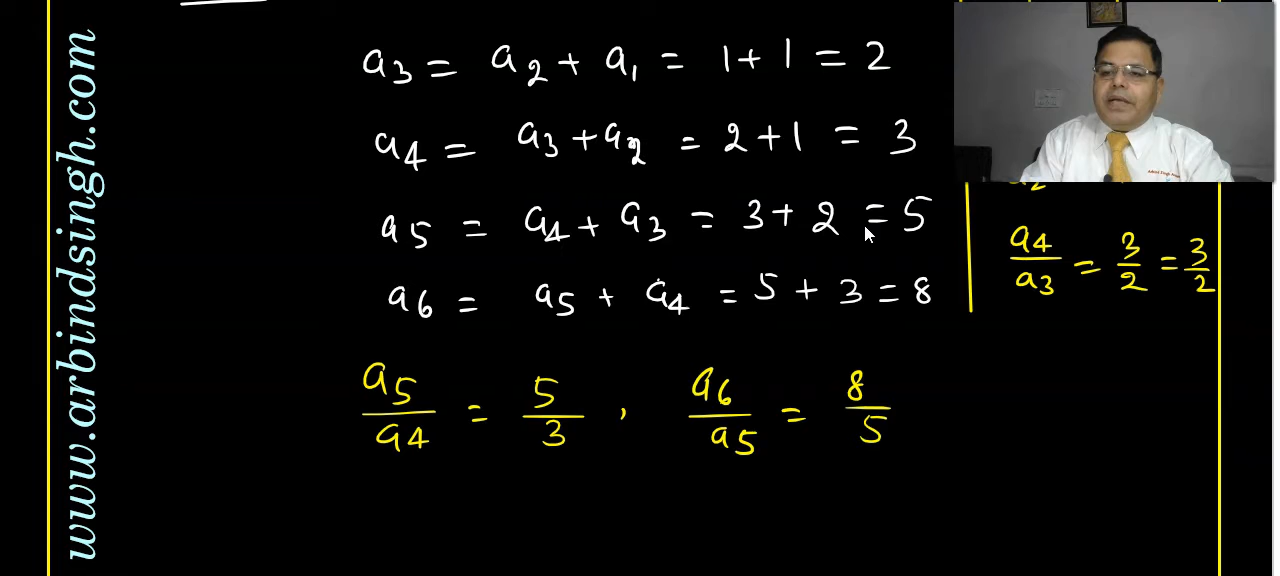 a3 = a2 + a1 = 1 + 1 = 2
a4 = a3 + a2 = 2 + 1 = 3
a5 = a4 + a3 = 3 + 2 = 5
a6 = a5 + a4 = 5 + 3 = 8
a5/a4 = 5/3 , a6/a5 = 8/5
a2
a4/a3 = 3/2 = 3/2
www.arbindsingh.com